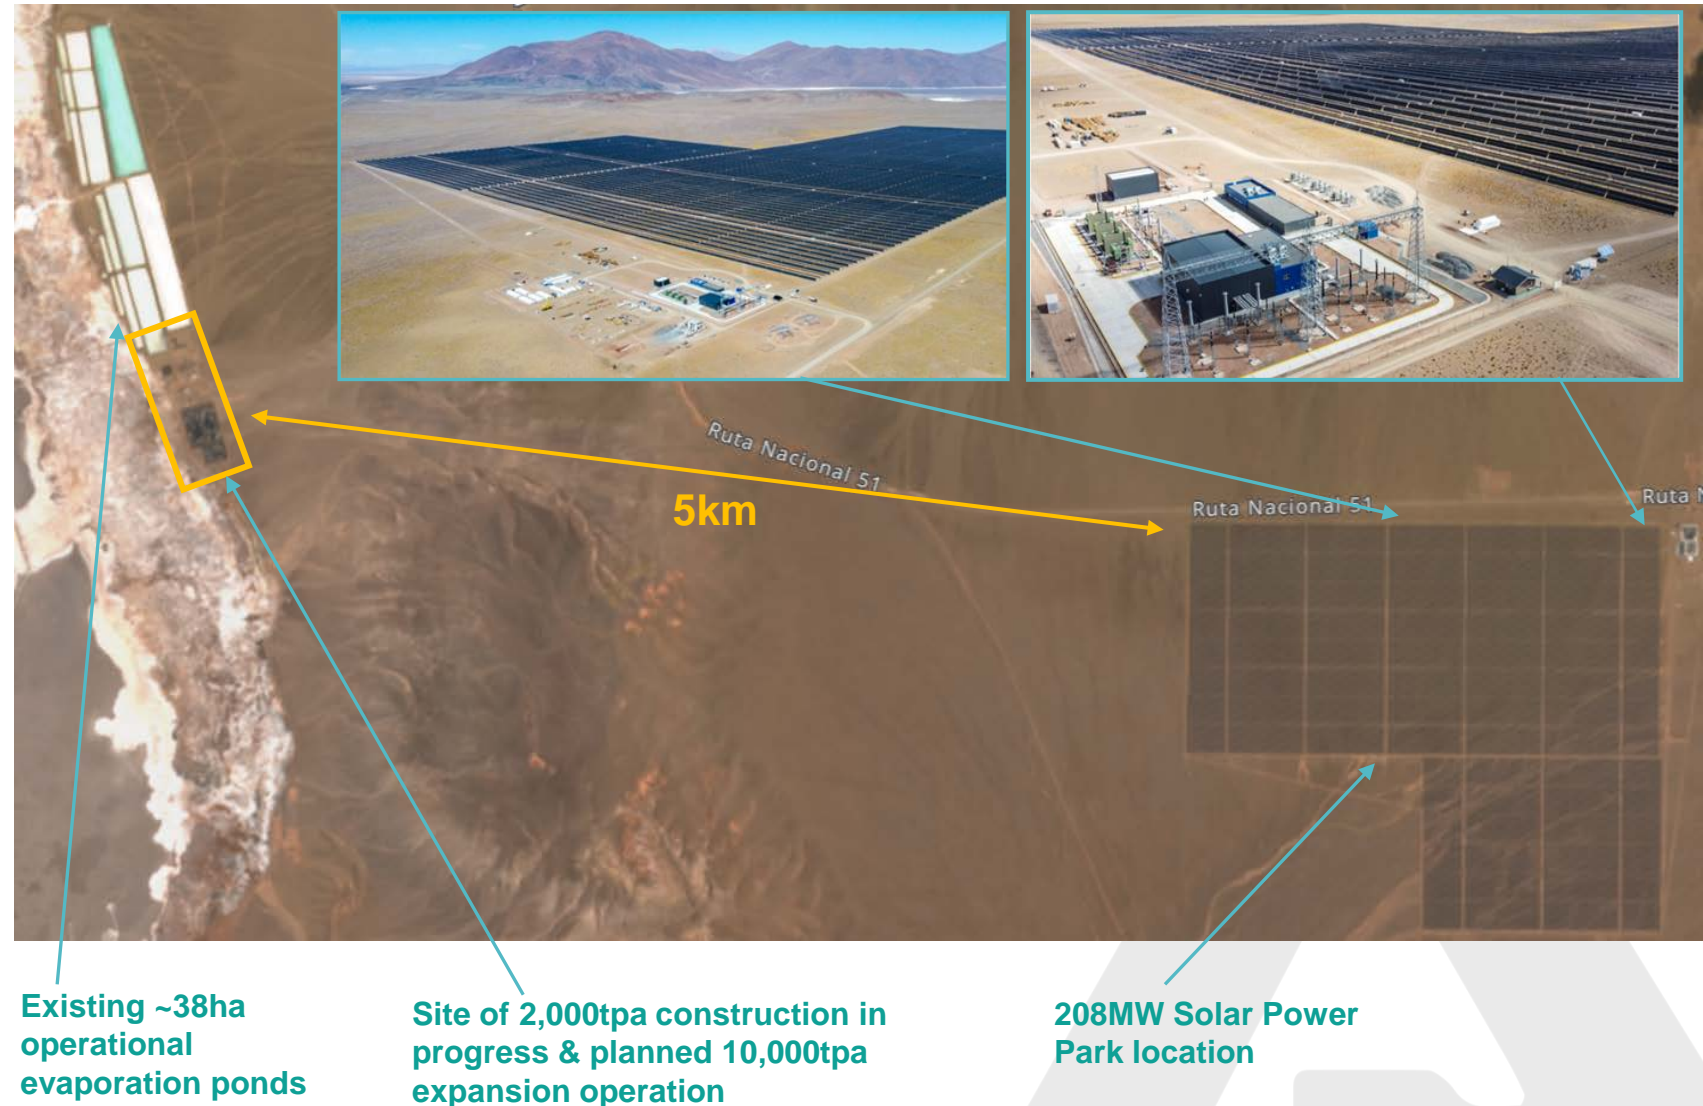 Ruta Nacional 51
5km
Ruta Nacional 51
Ruta N
Existing ~38ha
operational
evaporation ponds
Site of 2,000tpa construction in
progress & planned 10,000tpa
expansion operation
208MW Solar Power
Park location